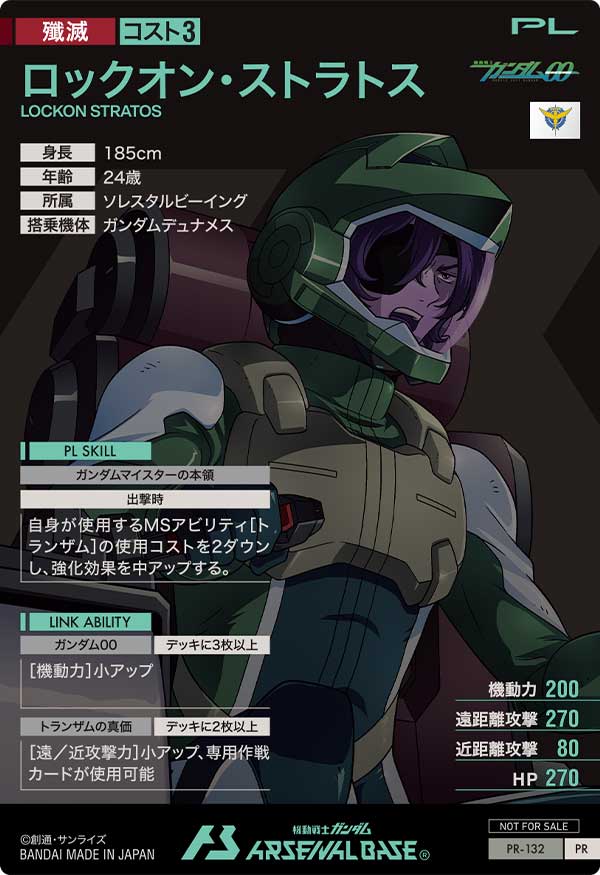 殲滅 コスト3
PL
ロックオン・ストラトス
LOCKON STRATOS
ガンダムOO
身長 185cm
年齢 24歳
所属 ソレスタルビーイング
搭乗機体 ガンダムデュナメス
PL SKILL
ガンダムマイスターの本領
出撃時
自身が使用するMSアビリティ[ト
ランザム]の使用コストを2ダウン
し、強化効果を中アップする。
LINK ABILITY
ガンダム00 デッキに3枚以上
[機動力]小アップ
トランザムの真価 デッキに2枚以上
[遠/近攻撃力]小アップ、専用作戦
カードが使用可能
機動力 200
遠距離攻撃 270
近距離攻撃 80
HP 270
©創通・サンライズ
BANDAI MADE IN JAPAN
機動戦士ガンダム
ARSENAL BASE®
NOT FOR SALE
PR-132 PR